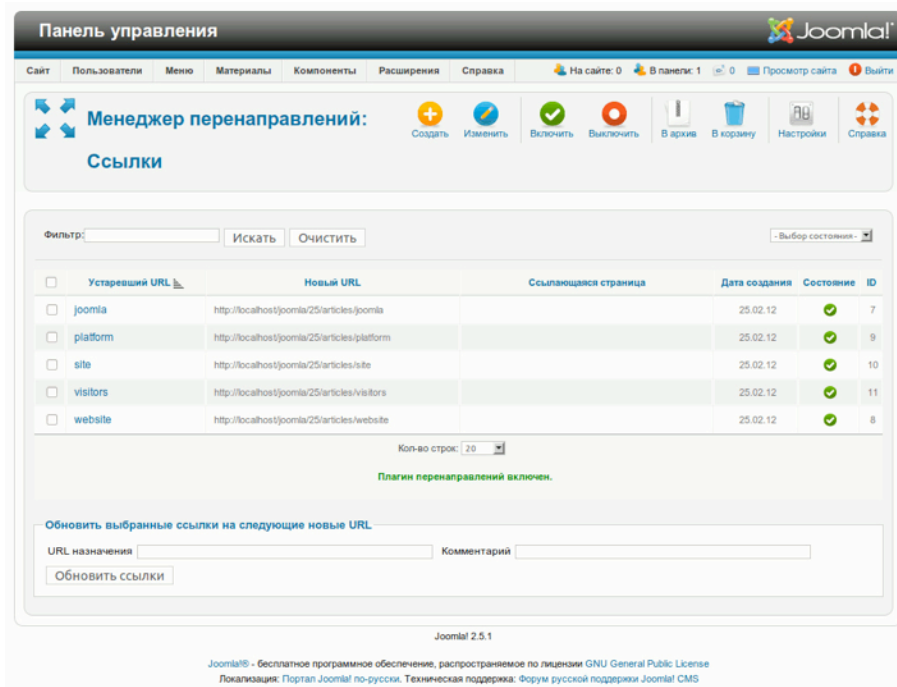 Панель управления
Joomla!
Сайт Пользователи Меню Материалы Компоненты Расширения Справка На сайте: 0 В панели: 1 0 Просмотр сайта Выйти
Менеджер перенаправлений:
Ссылки
Создать Изменить Включить Выключить В архив В корзину Настройки Справка
Фильтр: Искать Очистить - Выбор состояния -
Устаревший URL Новый URL Ссылающаяся страница Дата создания Состояние ID
joomla http://localhost/joomla/25/articles/joomla 25.02.12 7
platform http://localhost/joomla/25/articles/platform 25.02.12 9
site http://localhost/joomla/25/articles/site 25.02.12 10
visitors http://localhost/joomla/25/articles/visitors 25.02.12 11
website http://localhost/joomla/25/articles/website 25.02.12 8
Кол-во строк: 20
Плагин перенаправлений включен.
Обновить выбранные ссылки на следующие новые URL
URL назначения Комментарий
Обновить ссылки
Joomla! 2.5.1
Joomla!® - бесплатное программное обеспечение, распространяемое по лицензии GNU General Public License
Локализация: Портал Joomla! по-русски. Техническая поддержка: Форум русской поддержки Joomla! CMS